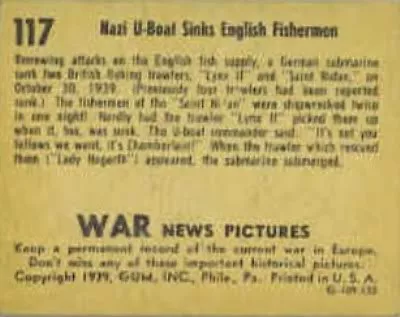 117
Nazi U-Boat Sinks English Fishermen
Renewing attacks on the English fish supply, a German submarine
sunk two British fishing trawlers, "Lynx II" and "Saint Nidan," on
October 30, 1939. (Previously four trawlers had been reported
sunk.) The fishermen of the "Saint Nidan" were shipwrecked twice
in one night! Hardly had the trawler "Lynx II" picked them up
when it, too, was sunk. The U-boat commander said: "It's not you
fellows we want, it's Chamberlain!" When the trawler which rescued
them ("Lady Hogarth") appeared, the submarine submerged.
WAR NEWS PICTURES
Keep a permanent record of the current war in Europe.
Don't miss any of these important historical pictures.
Copyright 1939, GUM, INC., Phila., Pa. Printed in U. S. A.